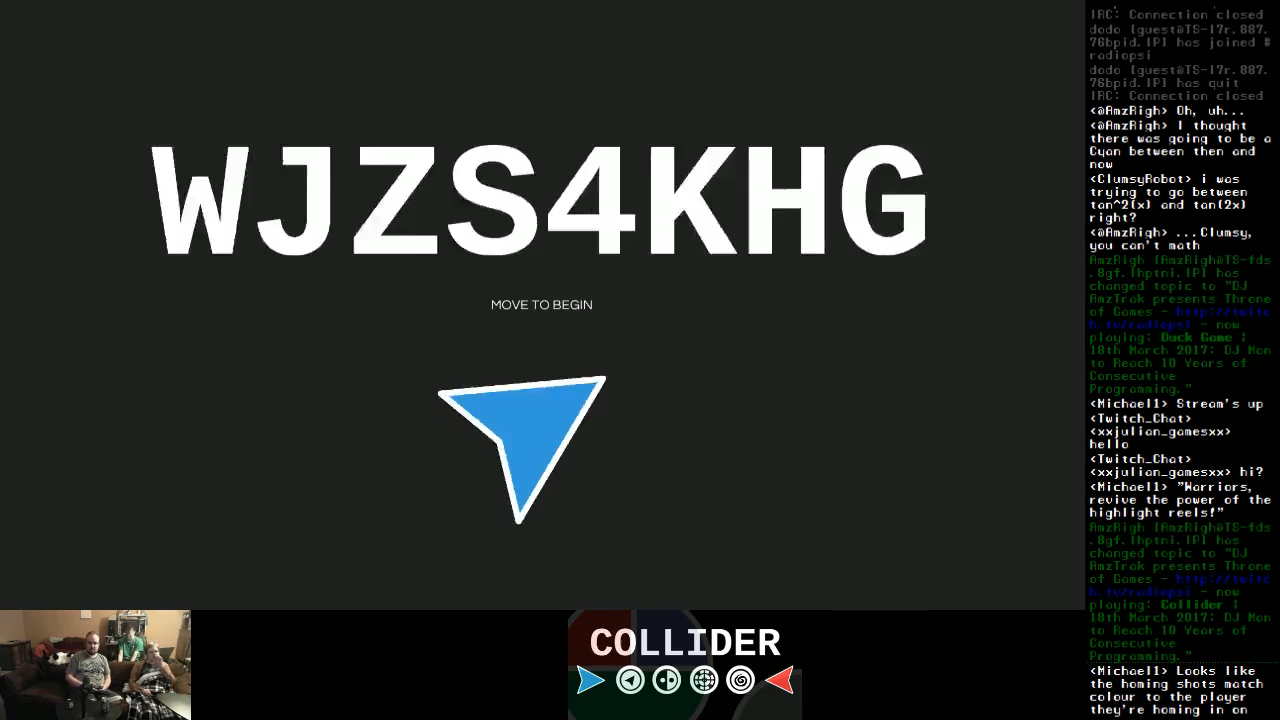 WJZS4KHG
MOVE TO BEGIN
COLLIDER
IRC: Connection closed
dodo [guest@TS-l7r.887.
76bpid.IP] has joined #
radiopsi
dodo [guest@TS-l7r.887.
76bpid.IP] has quit
IRC: Connection closed
<@AmzRigh> Oh, uh...
<@AmzRigh> I thought
there was going to be a
Cyan between then and
now
<ClumsyRobot> i was
trying to go between
tan^2(x) and tan(2x)
right?
<@AmzRigh> ...Clumsy,
you can't math
AmzRigh [AmzRigh@TS-fds
.8gf.lhptni.IP] has
changed topic to "DJ
AmzTrak presents Throne
of Games - http://twitc
h.tv/radiopsi - now
playing: Duck Game |
18th March 2017: DJ Mon
to Reach 10 Years of
Consecutive
Programming."
<Michael1> Stream's up
<Twitch_Chat>
<xxjulian_gamesxx>
hello
<Twitch_Chat>
<xxjulian_gamesxx> hi?
<Michael1> "Warriors,
revive the power of the
highlight reels!"
AmzRigh [AmzRigh@TS-fds
.8gf.lhptni.IP] has
changed topic to "DJ
AmzTrak presents Throne
of Games - http://twitc
h.tv/radiopsi - now
playing: Collider |
18th March 2017: DJ Mon
to Reach 10 Years of
Consecutive
Programming."
<Michael1> Looks like
the homing shots match
colour to the player
they're homing in on